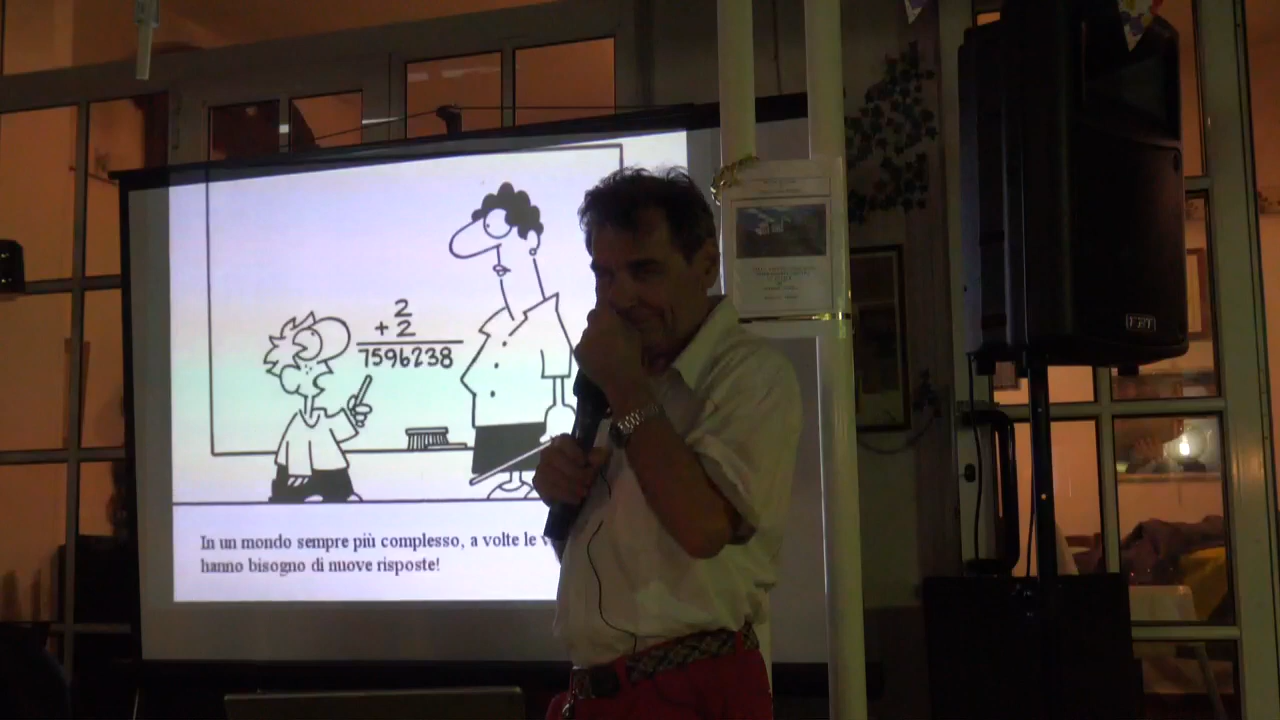 2
+ 2
7596238
In un mondo sempre più complesso, a volte le
hanno bisogno di nuove risposte!